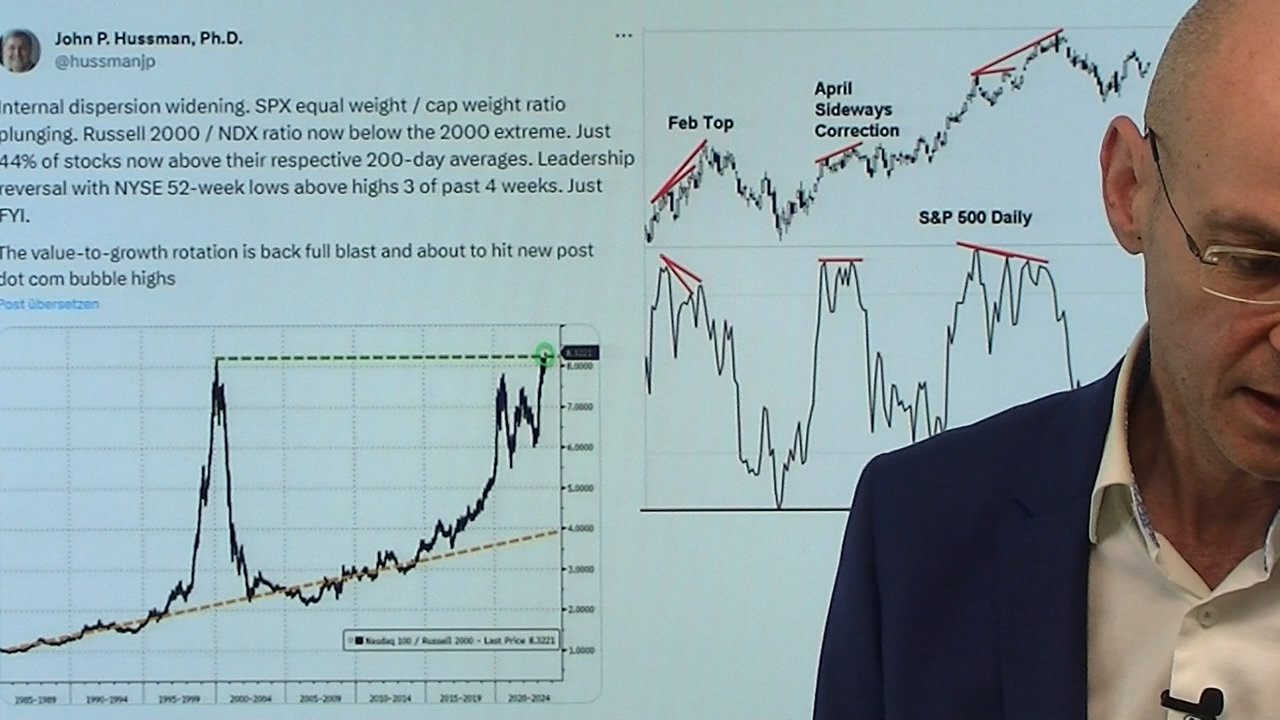 John P. Hussman, Ph.D.
@hussmanjp
...
Internal dispersion widening. SPX equal weight / cap weight ratio
plunging. Russell 2000 / NDX ratio now below the 2000 extreme. Just
44% of stocks now above their respective 200-day averages. Leadership
reversal with NYSE 52-week lows above highs 3 of past 4 weeks. Just
FYI.
The value-to-growth rotation is back full blast and about to hit new post
dot com bubble highs
Post übersetzen
8.3221
8.0000
7.0000
6.0000
5.0000
4.0000
3.0000
2.0000
1.0000
Nasdaq 100 / Russell 2000 - Last Price 8.3221
1985-1989 1990-1994 1995-1999 2000-2004 2005-2009 2010-2014 2015-2019 2020-2024
Feb Top
April
Sideways
Correction
S&P 500 Daily